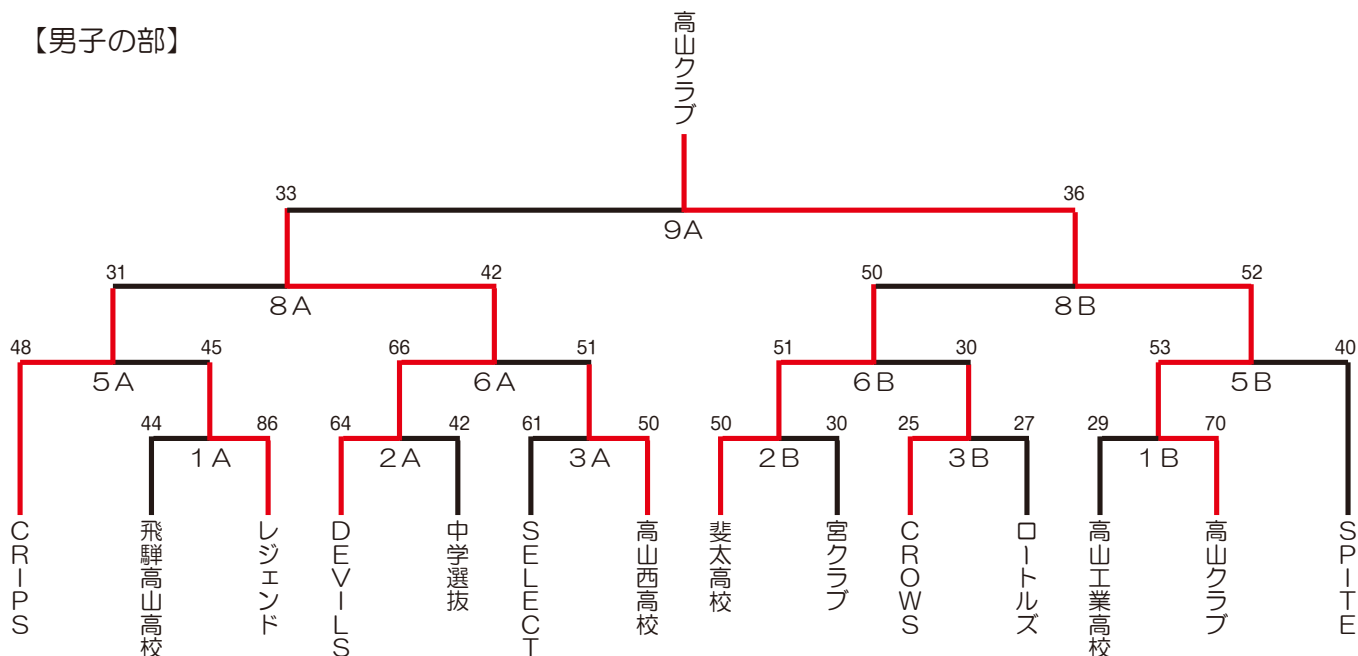 【男子の部】
高山クラブ
33
36
9A
31
42
50
52
8A
8B
48
45
66
51
51
30
53
40
5A
6A
6B
5B
44
86
64
42
61
50
50
30
25
27
29
70
1A
2A
3A
2B
3B
1B
CRIPS
飛騨高山高校
レジェンド
DEVILS
中学選抜
SELECT
高山西高校
斐太高校
宮クラブ
CROWS
ロートルズ
高山工業高校
高山クラブ
SPITE